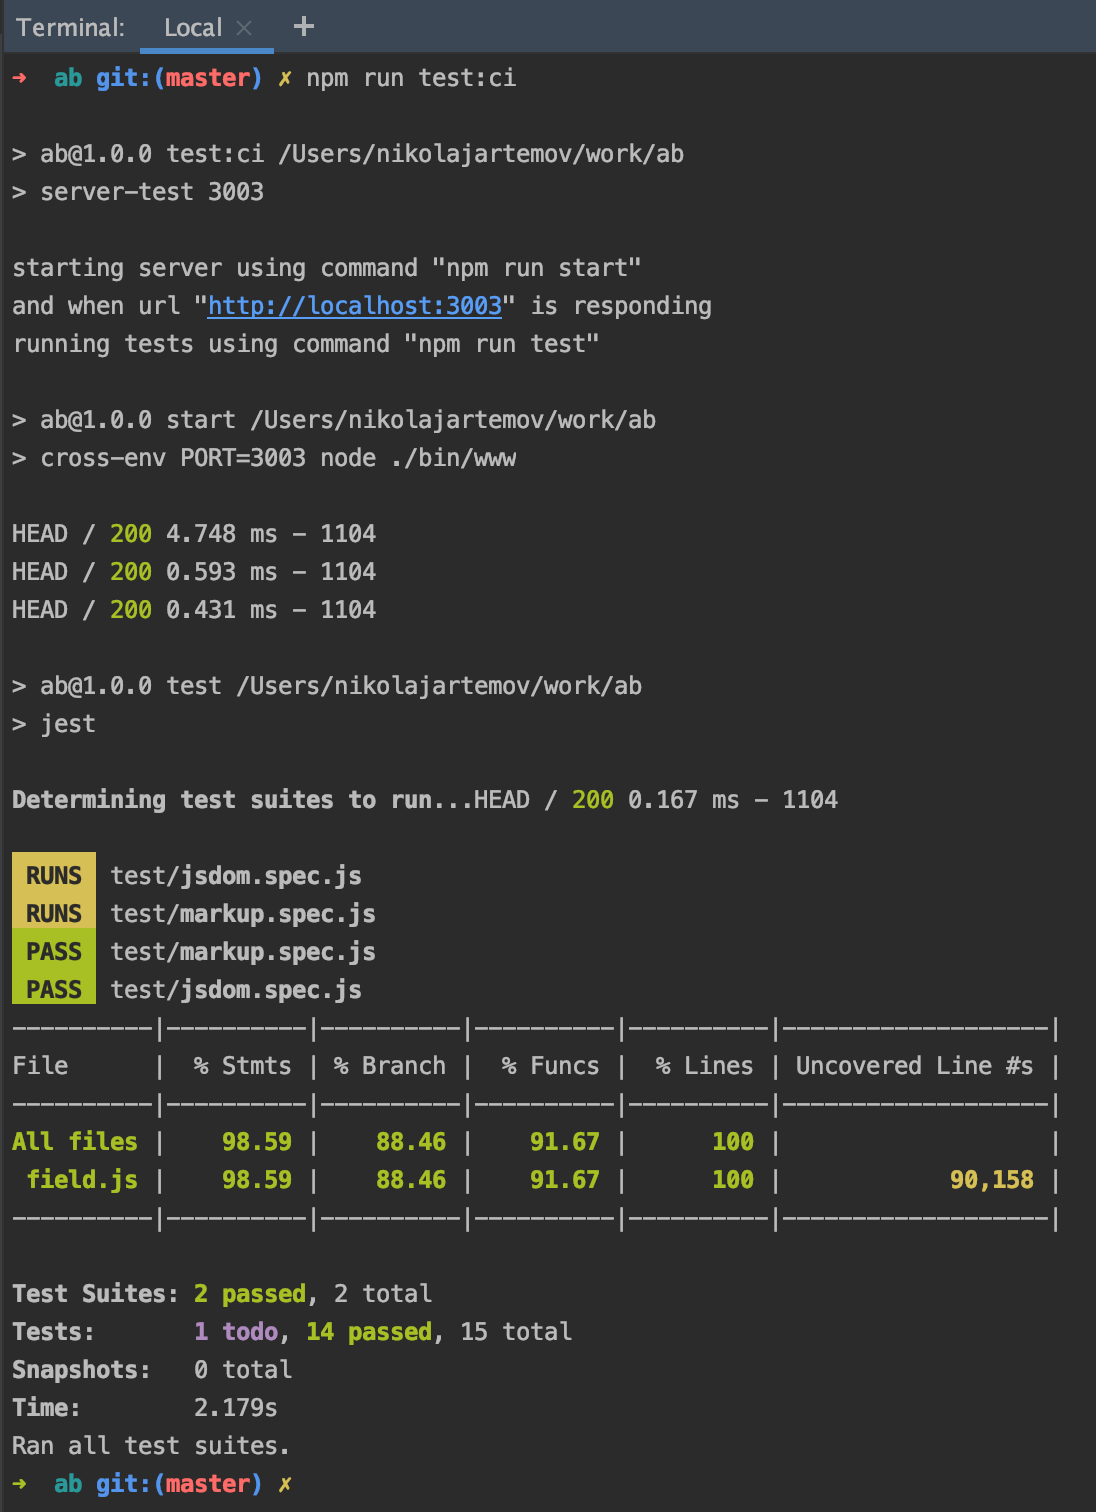 Terminal: Local × +
➜ ab git:(master) ✗ npm run test:ci
> ab@1.0.0 test:ci /Users/nikolajartemov/work/ab
> server-test 3003
starting server using command "npm run start"
and when url "http://localhost:3003" is responding
running tests using command "npm run test"
> ab@1.0.0 start /Users/nikolajartemov/work/ab
> cross-env PORT=3003 node ./bin/www
HEAD / 200 4.748 ms - 1104
HEAD / 200 0.593 ms - 1104
HEAD / 200 0.431 ms - 1104
> ab@1.0.0 test /Users/nikolajartemov/work/ab
> jest
Determining test suites to run...HEAD / 200 0.167 ms - 1104
RUNS test/jsdom.spec.js
RUNS test/markup.spec.js
PASS test/markup.spec.js
PASS test/jsdom.spec.js
----------|----------|----------|----------|----------|-------------------|
File | % Stmts | % Branch | % Funcs | % Lines | Uncovered Line #s |
----------|----------|----------|----------|----------|-------------------|
All files | 98.59 | 88.46 | 91.67 | 100 | |
field.js | 98.59 | 88.46 | 91.67 | 100 | 90,158 |
----------|----------|----------|----------|----------|-------------------|
Test Suites: 2 passed, 2 total
Tests: 1 todo, 14 passed, 15 total
Snapshots: 0 total
Time: 2.179s
Ran all test suites.
➜ ab git:(master) ✗